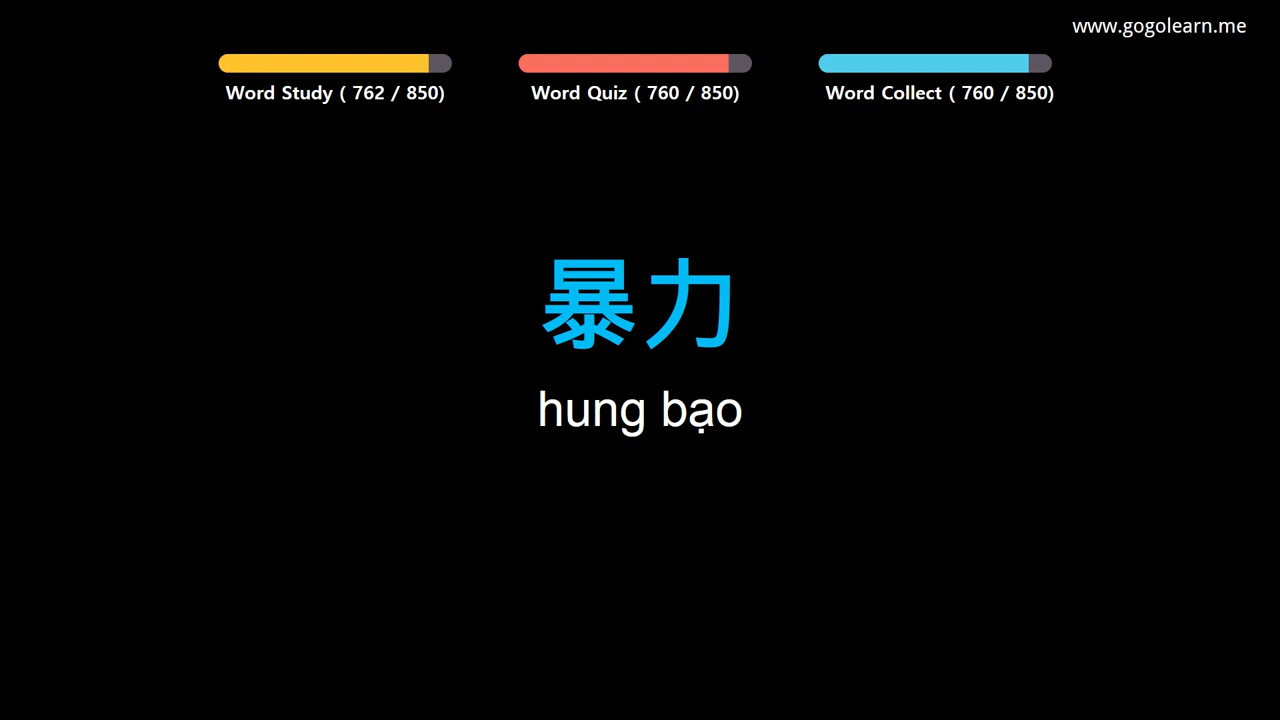 www.gogolearn.me
Word Study ( 762 / 850)
Word Quiz ( 760 / 850)
Word Collect ( 760 / 850)
暴力
hung bạo